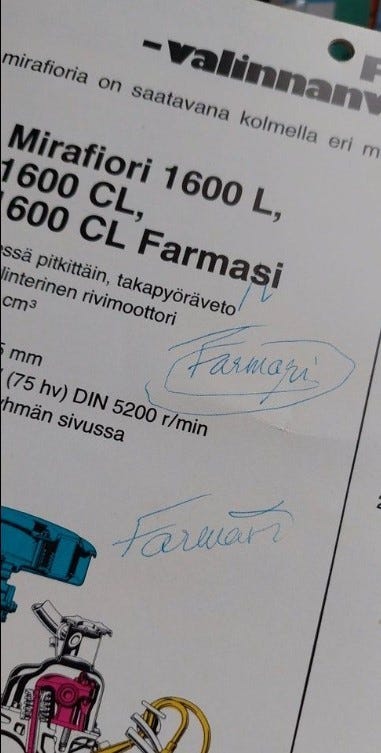 -valinnanv
mirafioria on saatavana kolmella eri m
Mirafiori 1600 L,
1600 CL,
1600 CL Farmasi
ssä pitkittäin, takapyöräveto
linterinen rivimoottori
cm³
Farmari
5 mm
(75 hv) DIN 5200 r/min
yhmän sivussa
Farmari